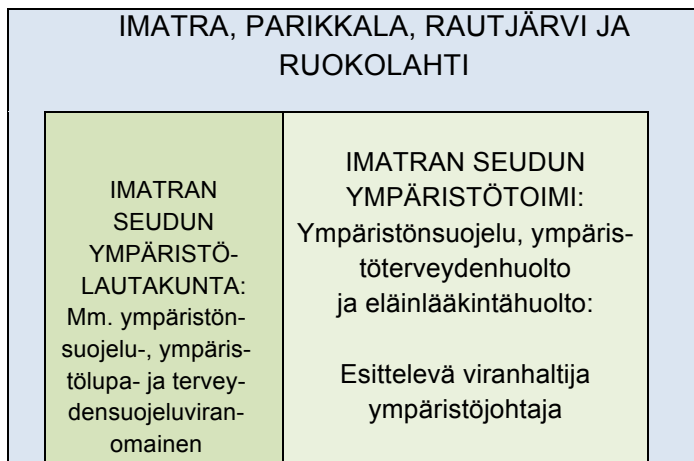 IMATRA, PARIKKALA, RAUTJÄRVI JA
RUOKOLAHTI
IMATRAN
SEUDUN
YMPÄRISTÖ-
LAUTAKUNTA:
Mm. ympäristön-
suojelu-, ympäris-
tölupa- ja tervey-
densuojeluviran-
omainen
IMATRAN SEUDUN
YMPÄRISTÖTOIMI:
Ympäristönsuojelu, ympäris-
töterveydenhuolto
ja eläinlääkintähuolto:
Esittelevä viranhaltija
ympäristöjohtaja